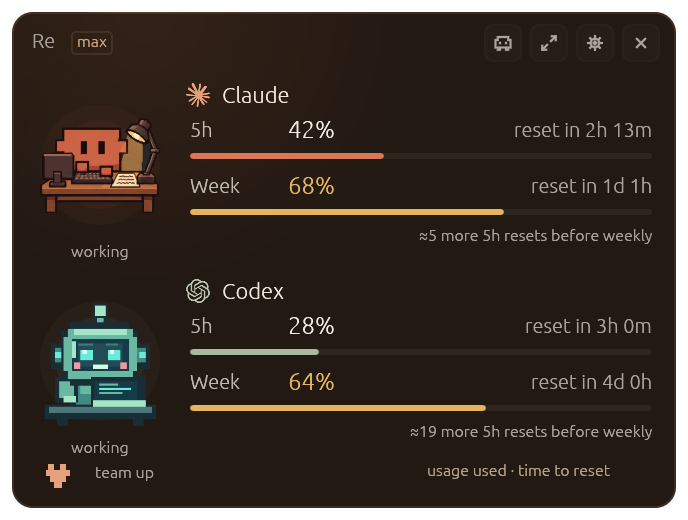 Re max
Claude
5h 42% reset in 2h 13m
Week 68% reset in 1d 1h
≈5 more 5h resets before weekly
working
Codex
5h 28% reset in 3h 0m
Week 64% reset in 4d 0h
≈19 more 5h resets before weekly
working
team up usage used · time to reset